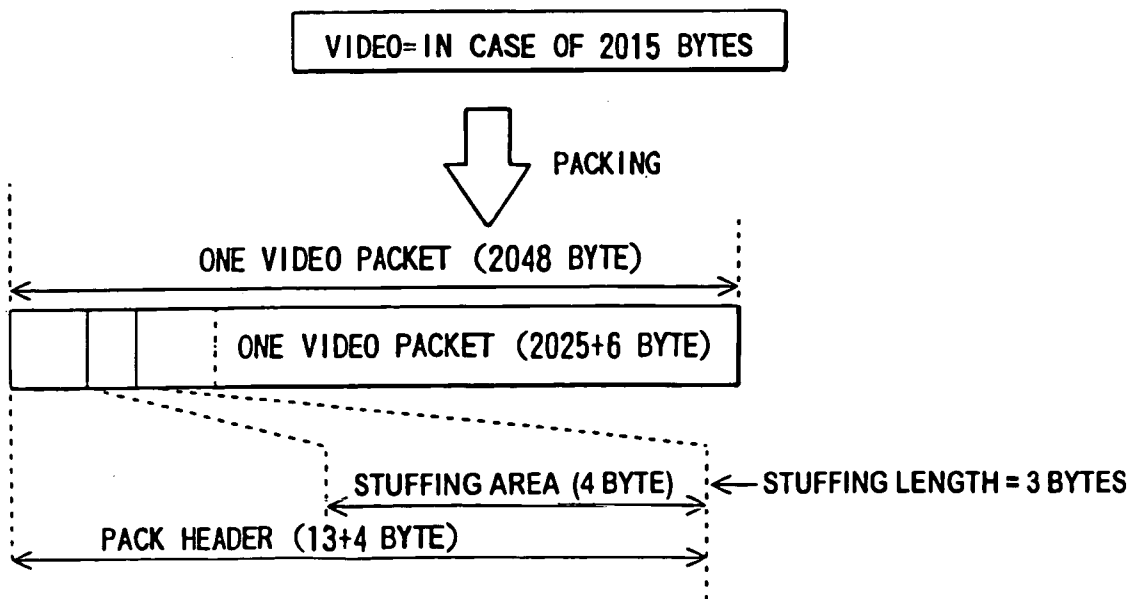 VIDEO=IN CASE OF 2015 BYTES
PACKING
ONE VIDEO PACKET (2048 BYTE)
ONE VIDEO PACKET (2025+6 BYTE)
STUFFING AREA (4 BYTE)
STUFFING LENGTH = 3 BYTES
PACK HEADER (13+4 BYTE)